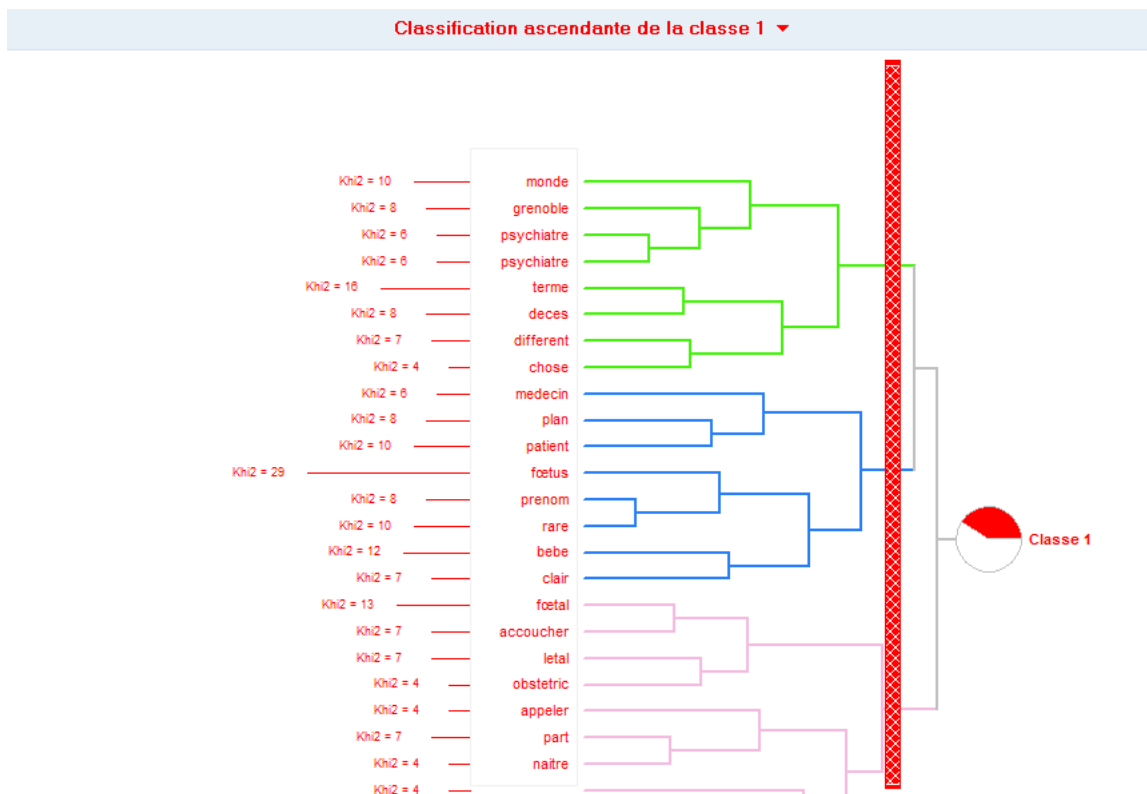 Classification ascendante de la classe 1
Khi2 = 10 monde
Khi2 = 8 grenoble
Khi2 = 6 psychiatre
Khi2 = 6 psychiatre
Khi2 = 16 terme
Khi2 = 8 deces
Khi2 = 7 different
Khi2 = 4 chose
Khi2 = 6 medecin
Khi2 = 8 plan
Khi2 = 10 patient
Khi2 = 29 fœtus
Khi2 = 8 prenom
Khi2 = 10 rare
Khi2 = 12 bebe
Khi2 = 7 clair
Khi2 = 13 fœtal
Khi2 = 7 accoucher
Khi2 = 7 letal
Khi2 = 4 obstetric
Khi2 = 4 appeler
Khi2 = 7 part
Khi2 = 4 naitre
Khi2 = 4
Classe 1